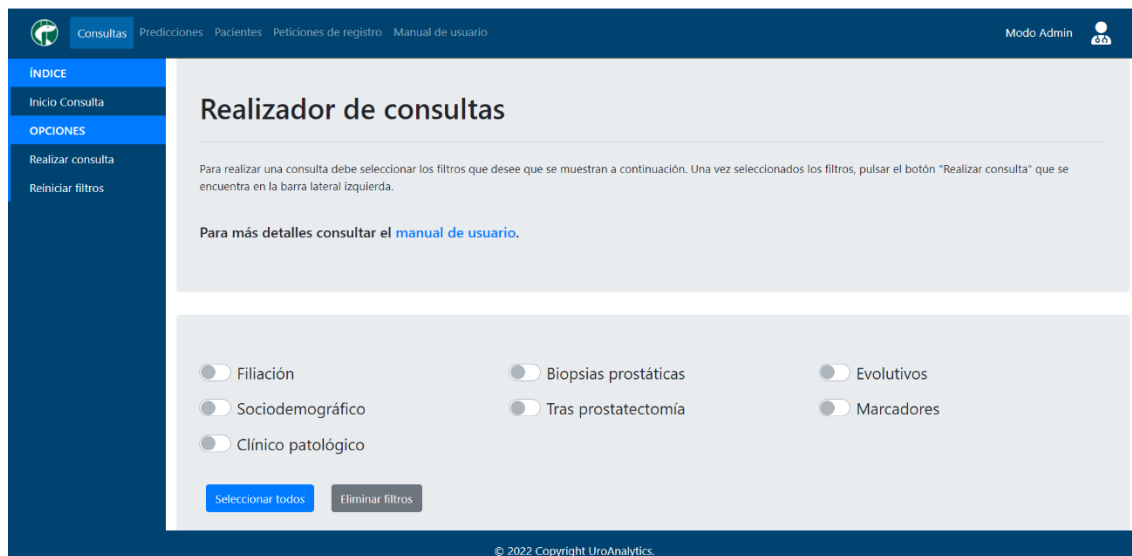 Consultas Predicciones Pacientes Peticiones de registro Manual de usuario Modo Admin
ÍNDICE
Inicio Consulta
OPCIONES
Realizar consulta
Reiniciar filtros
Realizador de consultas
Para realizar una consulta debe seleccionar los filtros que desee que se muestran a continuación. Una vez seleccionados los filtros, pulsar el botón "Realizar consulta" que se
encuentra en la barra lateral izquierda.
Para más detalles consultar el manual de usuario.
Filiación Biopsias prostáticas Evolutivos
Sociodemográfico Tras prostatectomía Marcadores
Clínico patológico
Seleccionar todos Eliminar filtros
© 2022 Copyright UroAnalytics.